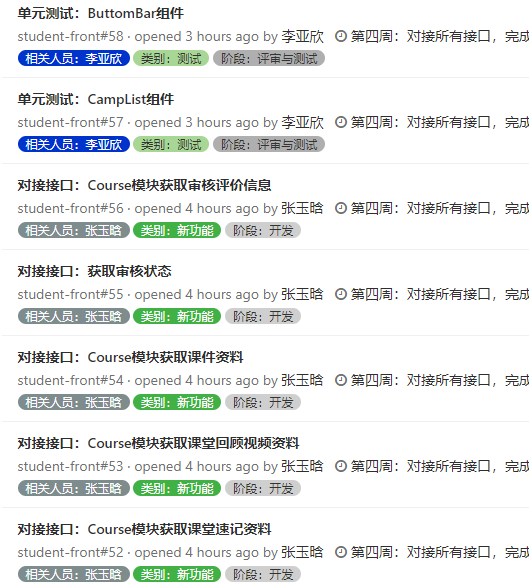 单元测试：ButtomBar组件
student-front#58 · opened 3 hours ago by 李亚欣 第四周：对接所有接口，完成
相关人员：李亚欣 类别：测试 阶段：评审与测试
单元测试：CampList组件
student-front#57 · opened 3 hours ago by 李亚欣 第四周：对接所有接口，完成
相关人员：李亚欣 类别：测试 阶段：评审与测试
对接接口：Course模块获取审核评价信息
student-front#56 · opened 4 hours ago by 张玉晗 第四周：对接所有接口，完成
相关人员：张玉晗 类别：新功能 阶段：开发
对接接口：获取审核状态
student-front#55 · opened 4 hours ago by 张玉晗 第四周：对接所有接口，完成
相关人员：张玉晗 类别：新功能 阶段：开发
对接接口：Course模块获取课件资料
student-front#54 · opened 4 hours ago by 张玉晗 第四周：对接所有接口，完成
相关人员：张玉晗 类别：新功能 阶段：开发
对接接口：Course模块获取课堂回顾视频资料
student-front#53 · opened 4 hours ago by 张玉晗 第四周：对接所有接口，完成
相关人员：张玉晗 类别：新功能 阶段：开发
对接接口：Course模块获取课堂速记资料
student-front#52 · opened 4 hours ago by 张玉晗 第四周：对接所有接口，完成
相关人员：张玉晗 类别：新功能 阶段：开发